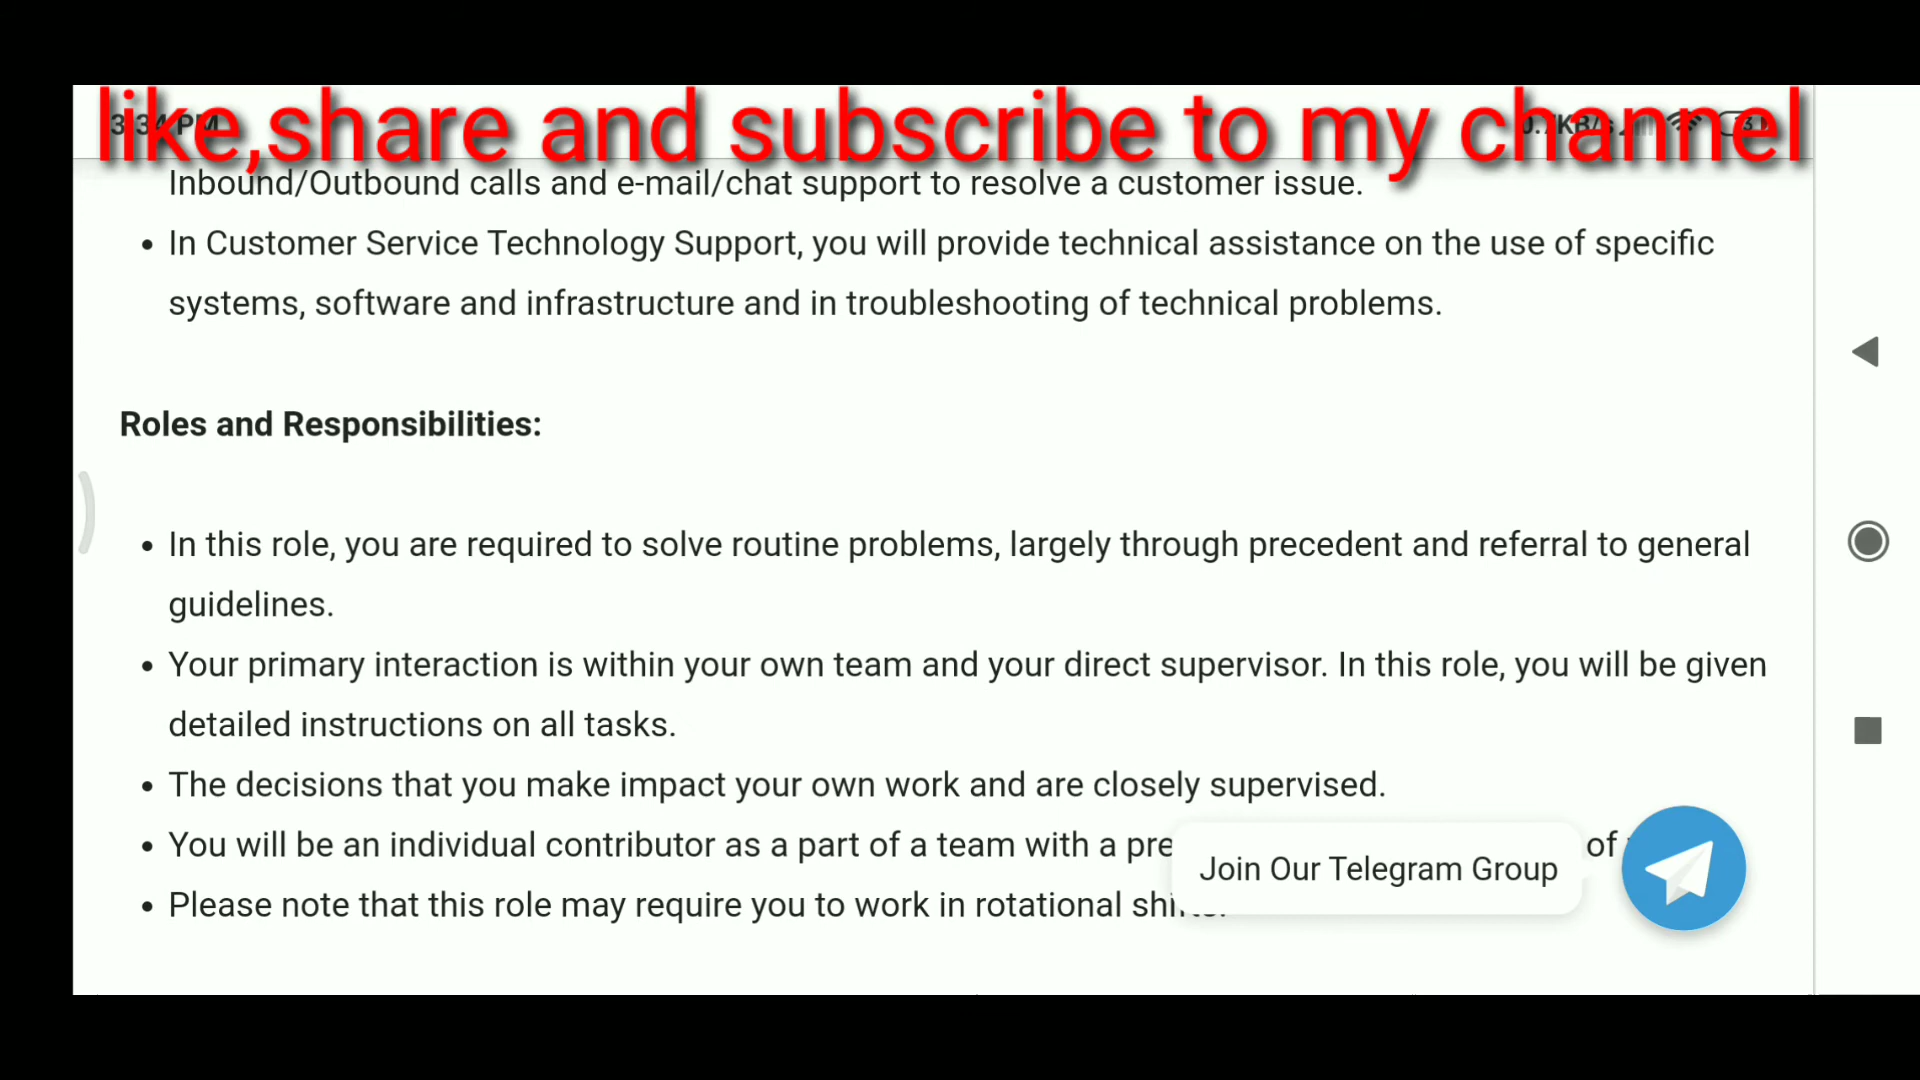 like,share and subscribe to my channel
3:34 PM
Inbound/Outbound calls and e-mail/chat support to resolve a customer issue.
• In Customer Service Technology Support, you will provide technical assistance on the use of specific
systems, software and infrastructure and in troubleshooting of technical problems.
Roles and Responsibilities:
• In this role, you are required to solve routine problems, largely through precedent and referral to general
guidelines.
• Your primary interaction is within your own team and your direct supervisor. In this role, you will be given
detailed instructions on all tasks.
• The decisions that you make impact your own work and are closely supervised.
• You will be an individual contributor as a part of a team with a of
Join Our Telegram Group
• Please note that this role may require you to work in rotational